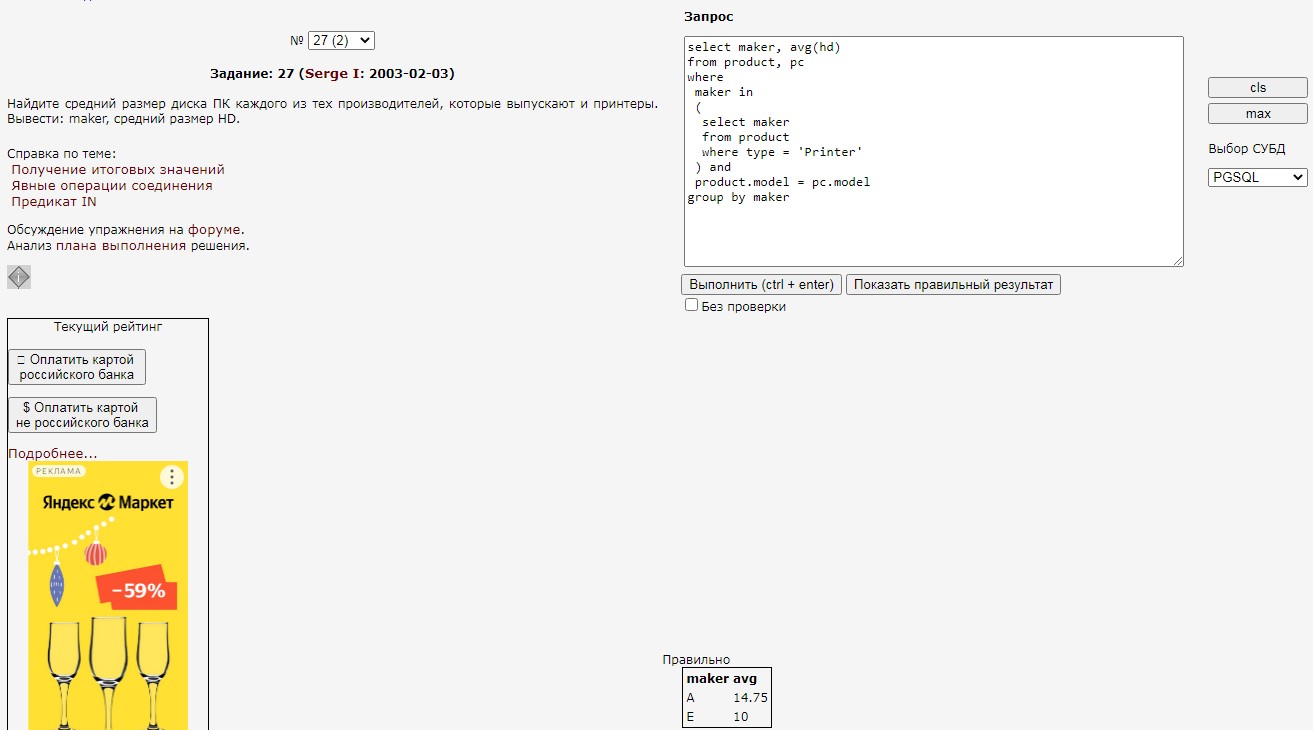 № 27 (2)
Задание: 27 (Serge I: 2003-02-03)
Найдите средний размер диска ПК каждого из тех производителей, которые выпускают и принтеры.
Вывести: maker, средний размер HD.
Справка по теме:
Получение итоговых значений
Явные операции соединения
Предикат IN
Обсуждение упражнения на форуме.
Анализ плана выполнения решения.
Текущий рейтинг
Оплатить картой
российского банка
$ Оплатить картой
не российского банка
Подробнее...
РЕКЛАМА
Яндекс Маркет
–59%
Запрос
select maker, avg(hd)
from product, pc
where
maker in
(
select maker
from product
where type = 'Printer'
) and
product.model = pc.model
group by maker
Выполнить (ctrl + enter) Показать правильный результат
Без проверки
cls
max
Выбор СУБД
PGSQL
Правильно
maker avg
A 14.75
E 10